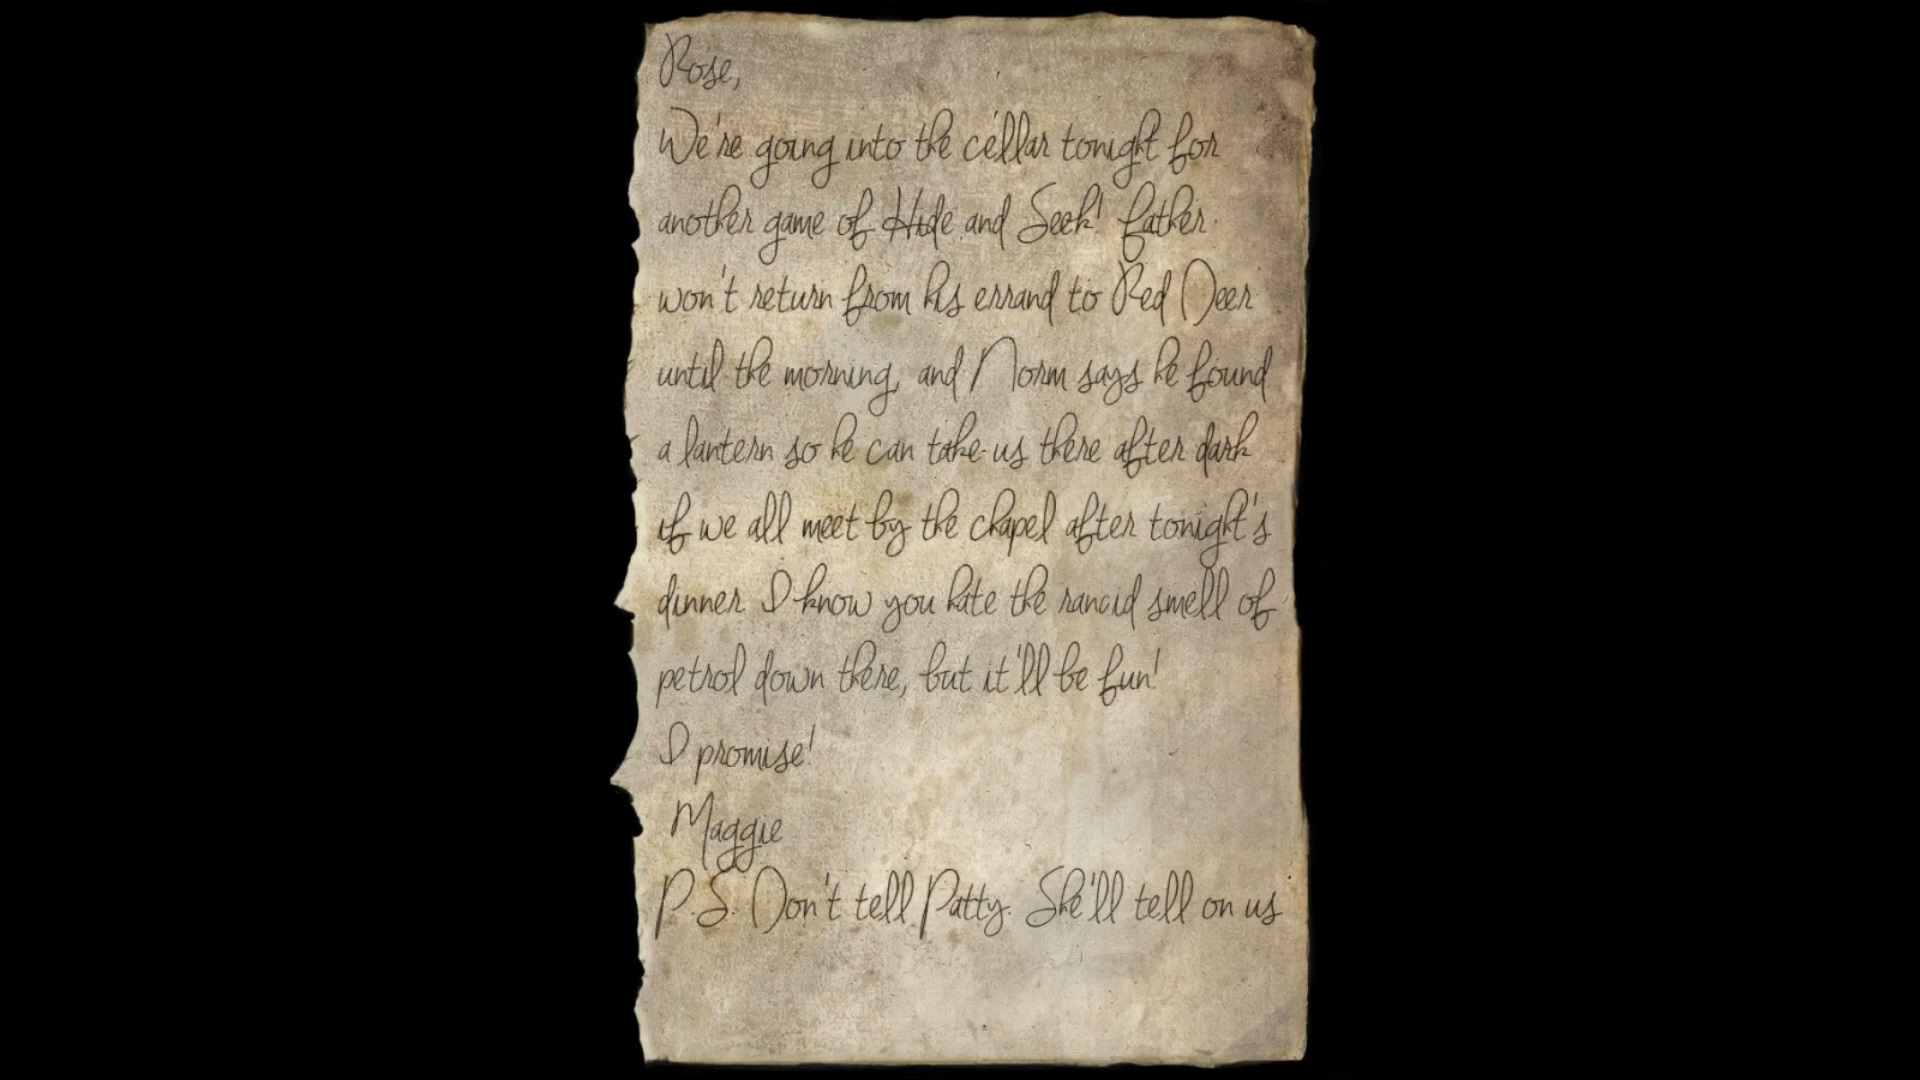 Rose,
We're going into the cellar tonight for
another game of Hide and Seek! Father
won't return from his errand to Red Deer
until the morning, and Norm says he found
a lantern so he can take us there after dark
if we all meet by the chapel after tonight's
dinner. I know you hate the rancid smell of
petrol down there, but it'll be fun!
I promise!
Maggie
P.S. Don't tell Patty. She'll tell on us